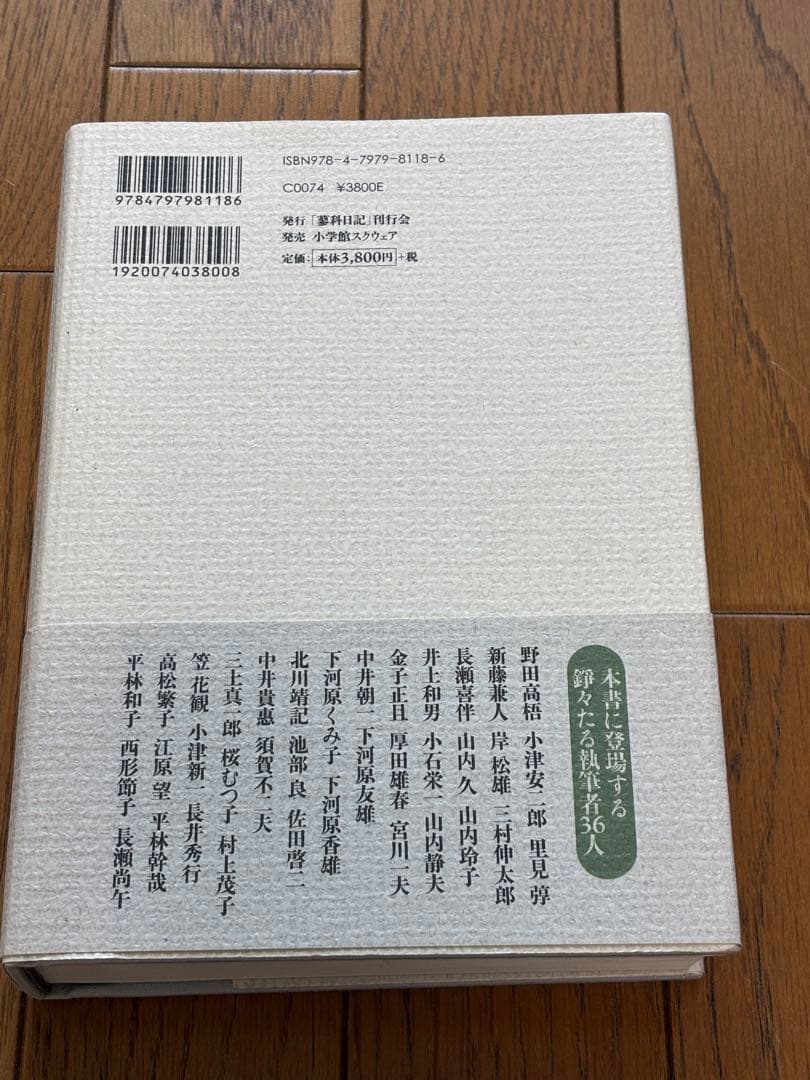 9784797981186
1920074038008
ISBN978-4-7979-8118-6
C0074 ¥3800E
発行 「蓼科日記」刊行会
発売 小学館スクウェア
定価: 本体3,800円 +税
本書に登場する
錚々たる執筆者36人
野田高梧 小津安二郎 里見 弴
新藤兼人 岸 松雄 三村伸太郎
長瀬喜伴 山内 久 山内玲子
井上和男 小石栄一 山内静夫
金子正且 厚田雄春 宮川一夫
中井朝一 下河原友雄
下河原くみ子 下河原香雄
北川靖記 池部 良 佐田啓二
中井貴惠 須賀不二夫
三上真一郎 桜むつ子 村上茂子
笠 花観 小津新一 長井秀行
高松繁子 江原 望 平林幹哉
平林和子 西形節子 長瀬尚午